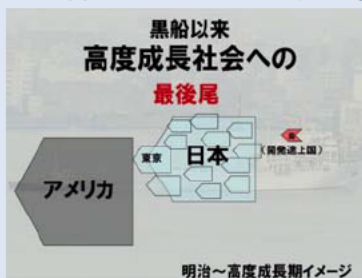 黒船以来
高度成長社会への
最後尾
東京
日本
(開発途上国)
アメリカ
明治〜高度成長期イメージ